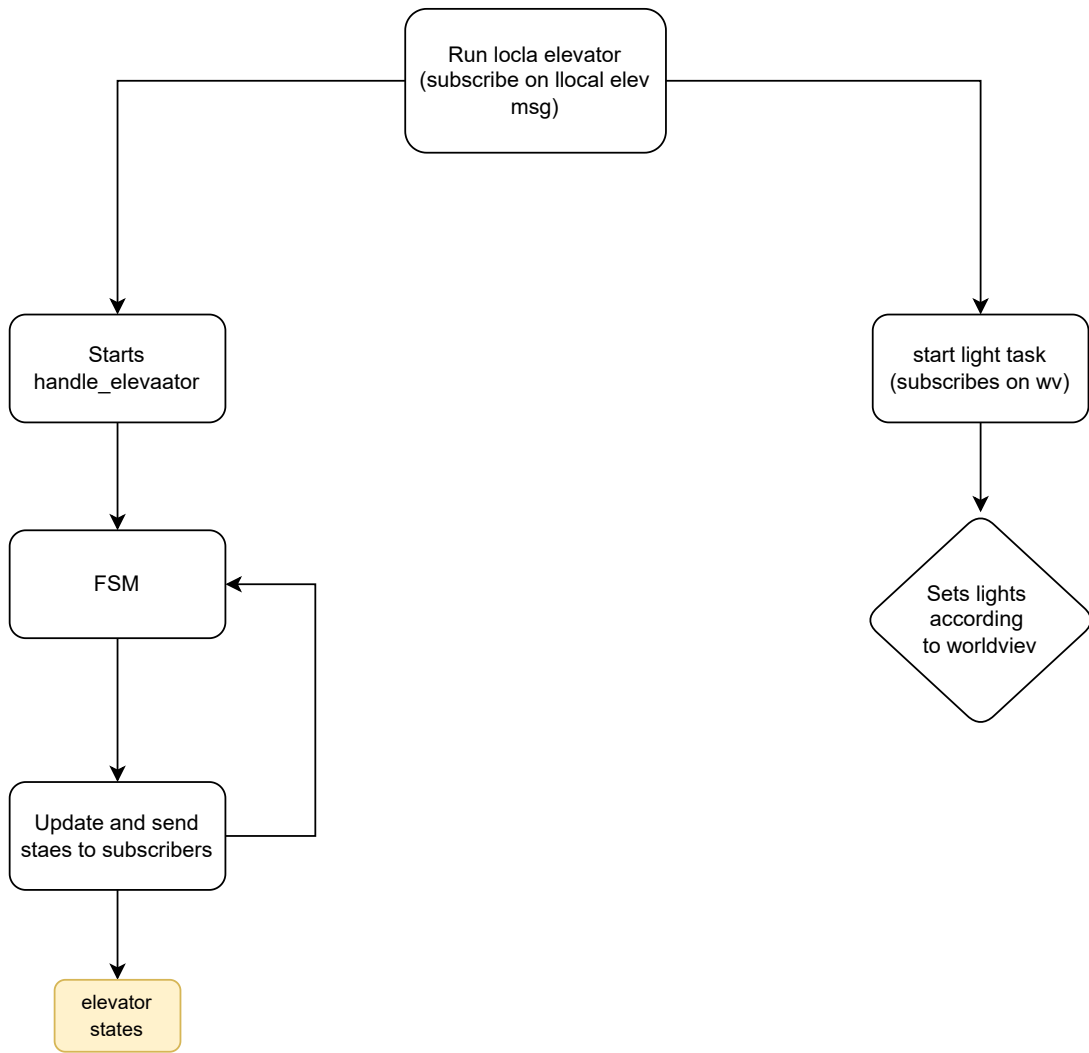 Run locla elevator
(subscribe on llocal elev
msg)
Starts
handle_elevaator
start light task
(subscribes on wv)
FSM
Sets lights
according
to worldviev
Update and send
staes to subscribers
elevator
states